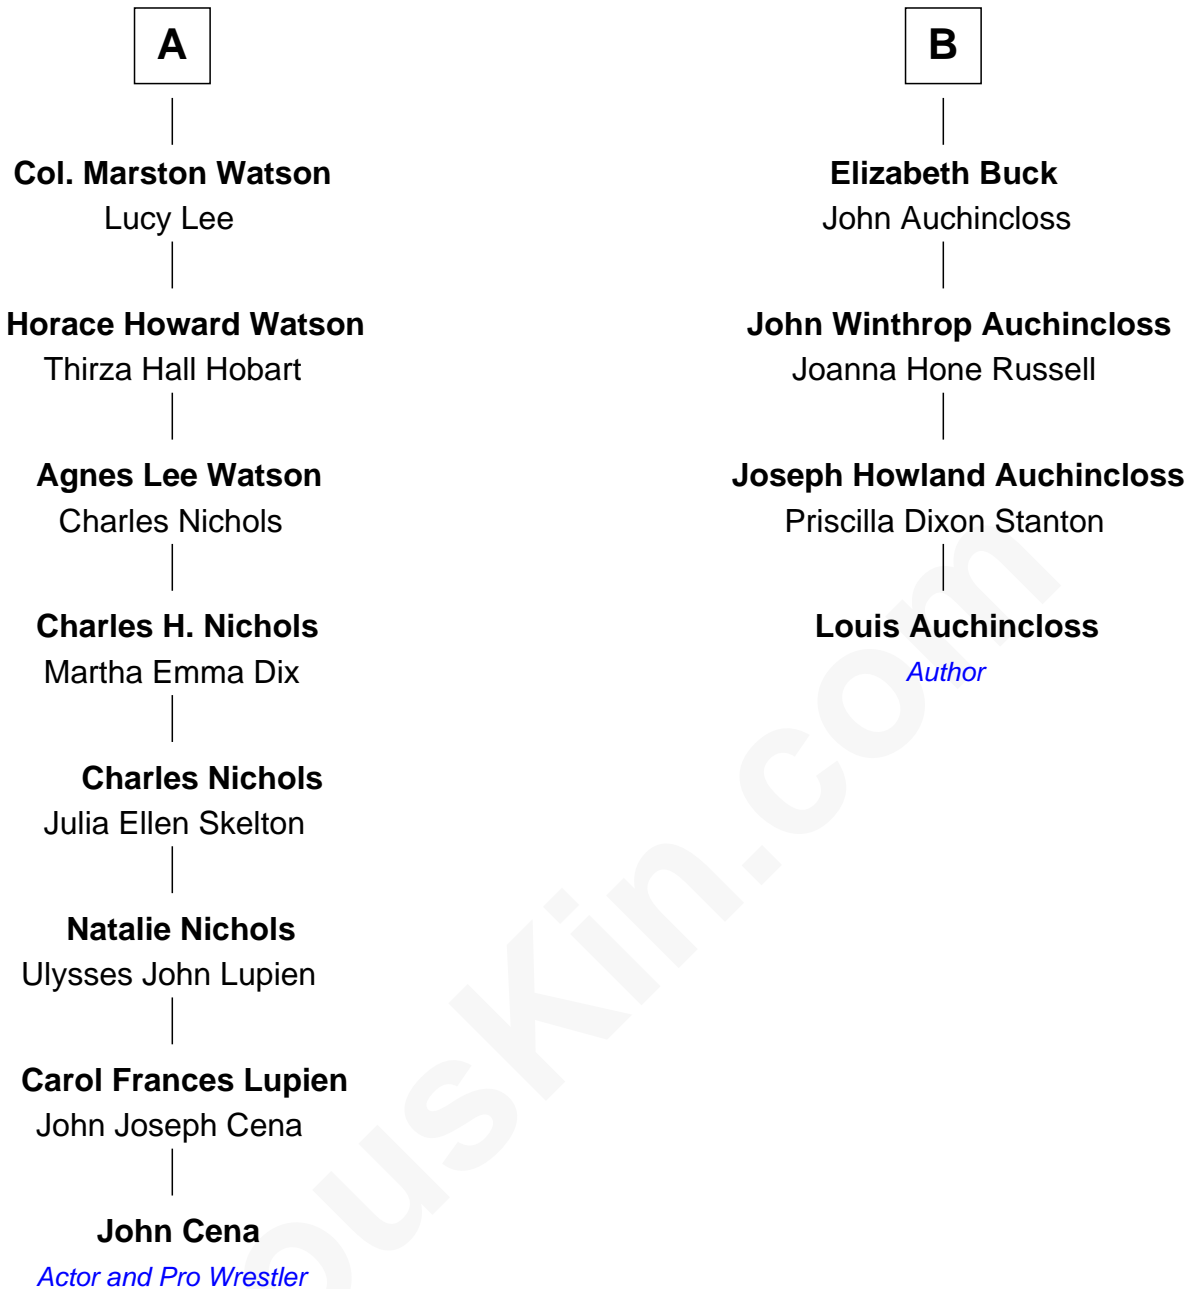 A
Col. Marston Watson
Lucy Lee
Horace Howard Watson
Thirza Hall Hobart
Agnes Lee Watson
Charles Nichols
Charles H. Nichols
Martha Emma Dix
Charles Nichols
Julia Ellen Skelton
Natalie Nichols
Ulysses John Lupien
Carol Frances Lupien
John Joseph Cena
John Cena
Actor and Pro Wrestler
B
Elizabeth Buck
John Auchincloss
John Winthrop Auchincloss
Joanna Hone Russell
Joseph Howland Auchincloss
Priscilla Dixon Stanton
Louis Auchincloss
Author
ousKin.com